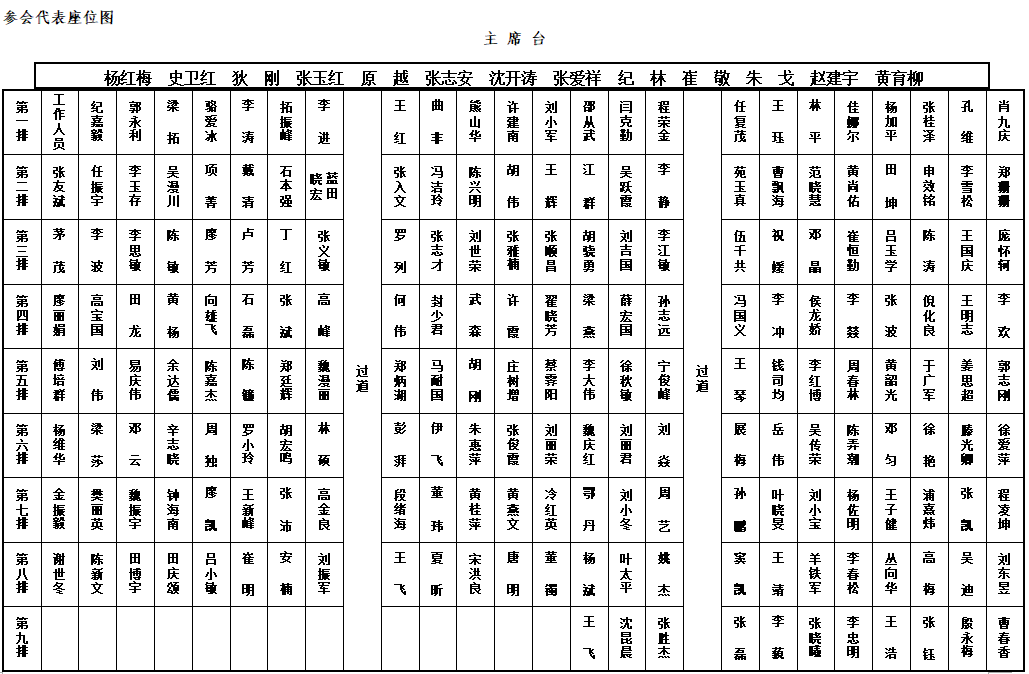 参会代表座位图
主 席 台
杨红梅 史卫红 狄 刚 张玉红 原 越 张志安 沈开涛 张爱祥 纪 林 崔 敬 朱 戈 赵建宇 黄育柳
第一排 工作人员 纪嘉毅 郭永利 梁 拓 骆爱冰 李 涛 拓振峰 李 进 王 红 曲 非 熊山华 许建南 刘小军 邵从武 闫克勤 程荣金 任复茂 王 珏 林 平 佳娜尔 杨加平 张桂泽 孔 维 肖九庆
第二排 张友斌 任振宇 李玉存 吴漫川 项 菁 戴 清 石本强 蓝田晓宏 张入文 冯洁玲 陈兴明 胡 伟 王 辉 江 群 吴跃霞 李 静 苑玉真 曹飘海 范晓慧 黄尚佑 田 坤 申效铭 李雪松 郑珊珊
第三排 茅 茂 李 波 李思敏 陈 敏 廖 芳 卢 芳 丁 红 张义敏 罗 列 张志才 刘世荣 张雅楠 张顺昌 胡骁勇 刘吉国 李江敏 伍千共 祝 媛 邓 晶 崔恒勤 吕玉学 陈 涛 王国庆 庞怀轲
第四排 廖丽娟 高宝国 田 龙 黄 杨 向雄飞 石 磊 张 斌 高 峰 何 伟 封少君 武 森 许 霞 翟晓芳 梁 燕 薛宏国 孙志远 冯国义 李 冲 侯龙娇 李 燚 张 波 倪化良 王明志 李 欢
过道 过道
第五排 傅培群 刘 伟 易庆伟 余达儒 陈嘉杰 陈 镰 郑廷辉 魏漫丽 郑炳湖 马耐国 胡 刚 庄树增 蔡霏阳 李大伟 徐秋敏 宁俊峰 王 琴 钱司均 李红博 周春林 黄韶光 于广军 姜思超 郭志刚
第六排 杨维华 梁 莎 邓 云 辛志晓 周 独 罗小玲 胡宏鸣 林 硕 彭 湃 伊 飞 朱惠萍 张俊霞 刘丽荣 魏庆红 刘丽君 刘 焱 展 梅 岳 伟 吴传荣 陈弄翱 邓 匀 徐 艳 滕光卿 徐爱萍
第七排 金振毅 樊丽英 魏振宇 钟海南 廖 凯 王新峰 张 沛 高金良 段绪海 董 玮 黄桂萍 黄燕文 冷红英 鄂 丹 刘小冬 周 艺 孙 鹏 叶晓旻 刘小宝 杨佐明 王子健 浦嘉炜 张 凯 程凌坤
第八排 谢世冬 陈新文 田博宇 田庆颂 吕小敏 崔 明 安 楠 刘振军 王 飞 夏 昕 宋洪良 唐 明 董 镯 杨 斌 叶太平 姚 杰 窦 凯 王 靖 羊铁军 李春松 丛向华 高 梅 吴 迪 刘东昱
第九排 王 飞 沈昆晨 张胜杰 张 磊 李 蓣 张晓曦 李忠明 王 浩 张 钰 殷永梅 曹春香